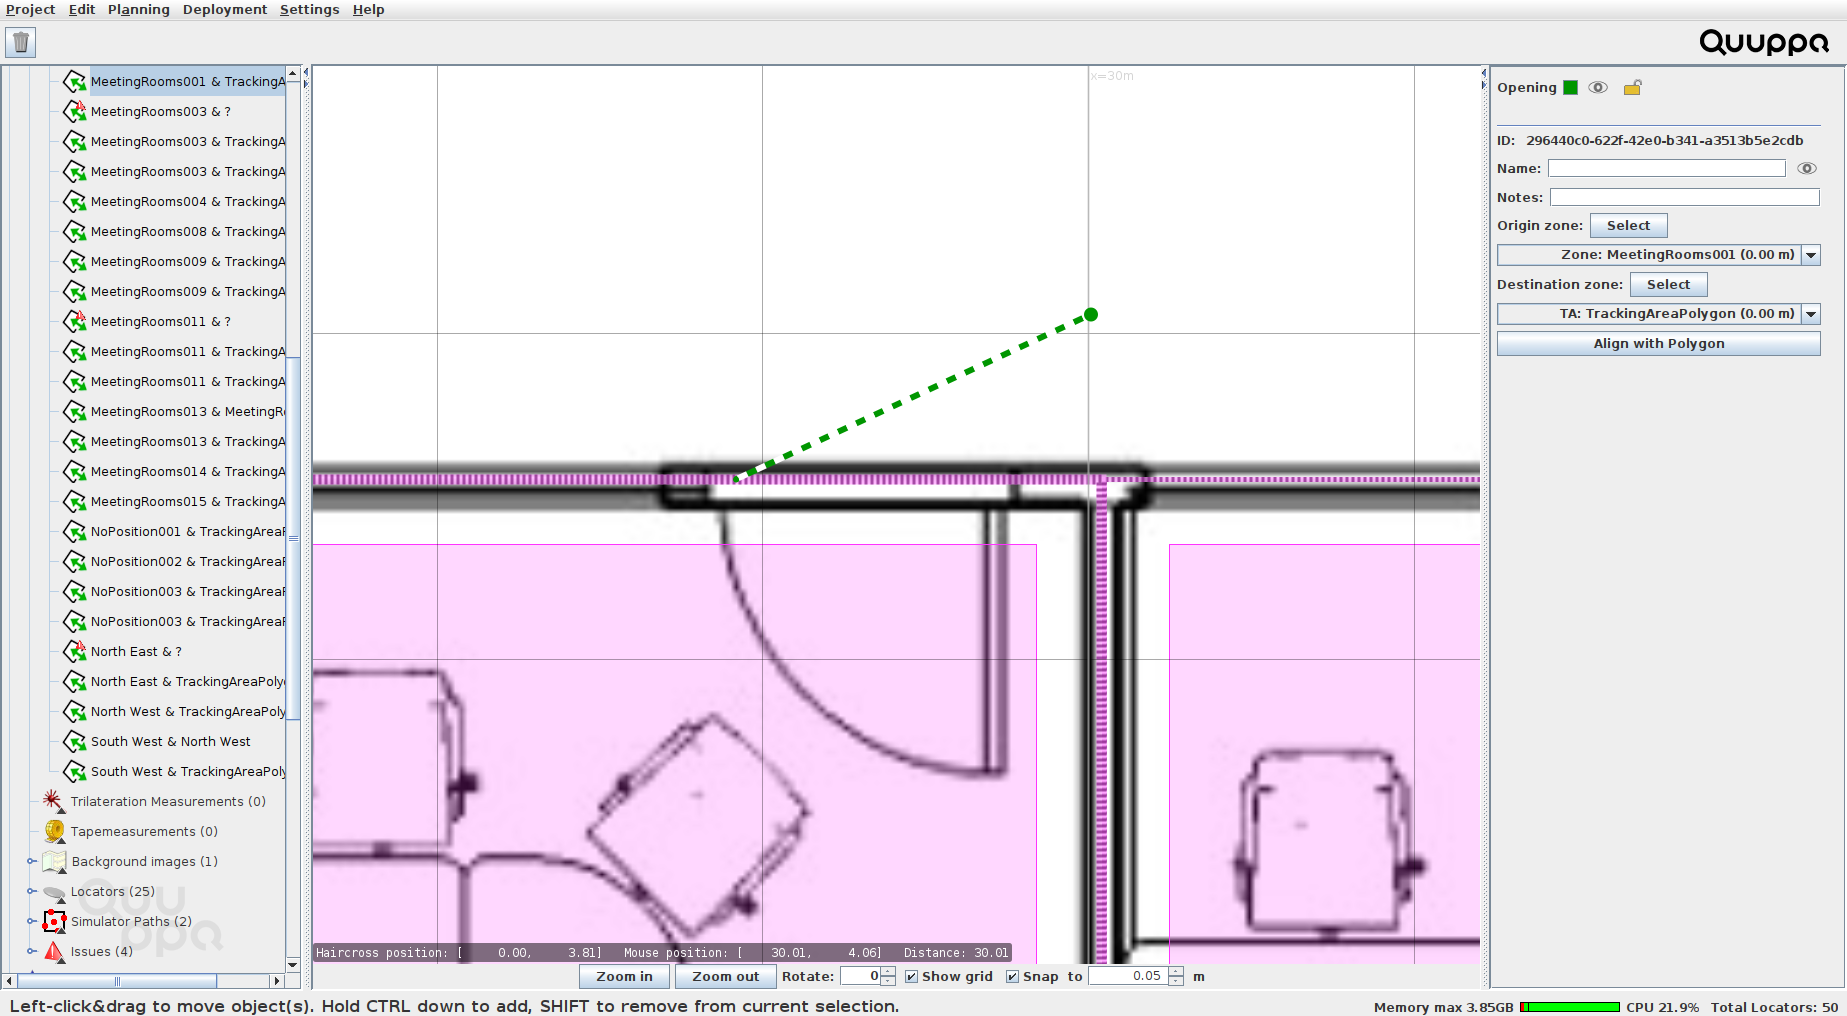 Project Edit Planning Deployment Settings Help
Quuppa
MeetingRooms001 & TrackingA
MeetingRooms003 & ?
MeetingRooms003 & TrackingA
MeetingRooms003 & TrackingA
MeetingRooms004 & TrackingA
MeetingRooms008 & TrackingA
MeetingRooms009 & TrackingA
MeetingRooms009 & TrackingA
MeetingRooms011 & ?
MeetingRooms011 & TrackingA
MeetingRooms011 & TrackingA
MeetingRooms013 & MeetingR
MeetingRooms013 & TrackingA
MeetingRooms014 & TrackingA
MeetingRooms015 & TrackingA
NoPosition001 & TrackingArea
NoPosition002 & TrackingArea
NoPosition003 & TrackingArea
NoPosition003 & TrackingArea
North East & ?
North East & TrackingAreaPoly
North West & TrackingAreaPoly
South West & North West
South West & TrackingAreaPoly
Trilateration Measurements (0)
Tapemeasurements (0)
Background images (1)
Locators (25)
Simulator Paths (2)
Issues (4)
Quuppa
x=30m
Haircross position: [ 0.00, 3.81] Mouse position: [ 30.01, 4.06] Distance: 30.01
Zoom in Zoom out Rotate: 0 Show grid Snap to 0.05 m
Opening
ID: 296440c0-622f-42e0-b341-a3513b5e2cdb
Name:
Notes:
Origin zone: Select
Zone: MeetingRooms001 (0.00 m)
Destination zone: Select
TA: TrackingAreaPolygon (0.00 m)
Align with Polygon
Left-click&drag to move object(s). Hold CTRL down to add, SHIFT to remove from current selection.
Memory max 3.85GB CPU 21.9% Total Locators: 50